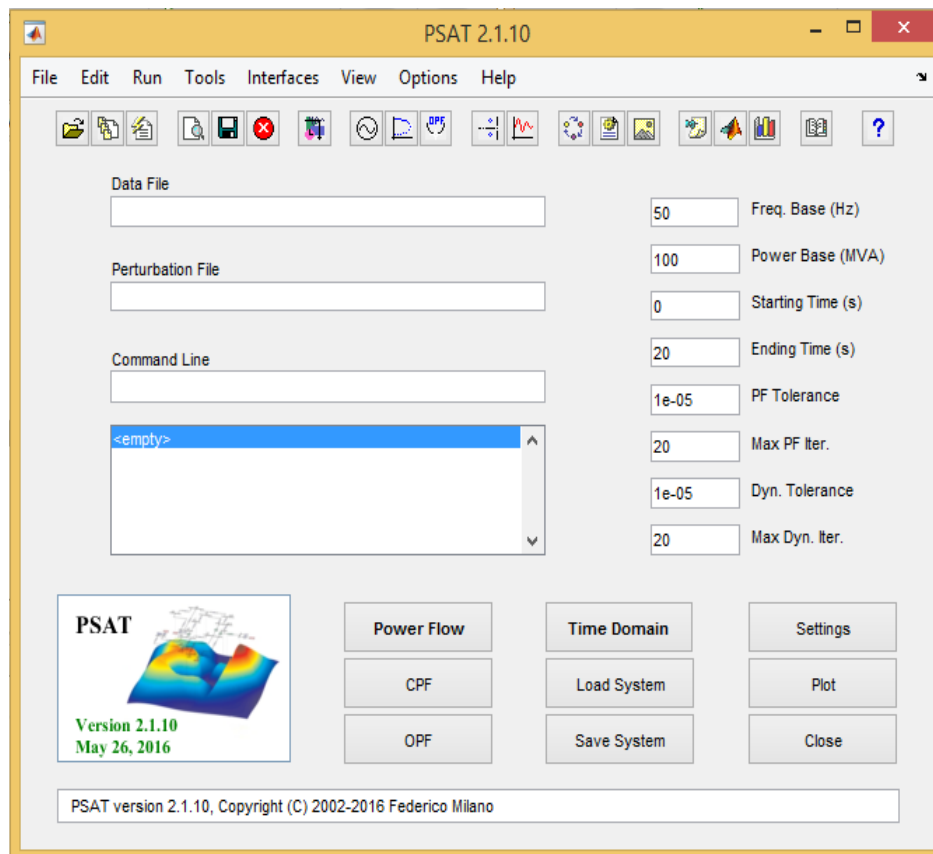 PSAT 2.1.10
File Edit Run Tools Interfaces View Options Help
OPF
?
Data File
50 Freq. Base (Hz)
Perturbation File
100 Power Base (MVA)
0 Starting Time (s)
Command Line
20 Ending Time (s)
1e-05 PF Tolerance
<empty>
20 Max PF Iter.
1e-05 Dyn. Tolerance
20 Max Dyn. Iter.
PSAT
Version 2.1.10
May 26, 2016
Power Flow Time Domain Settings
CPF Load System Plot
OPF Save System Close
PSAT version 2.1.10, Copyright (C) 2002-2016 Federico Milano